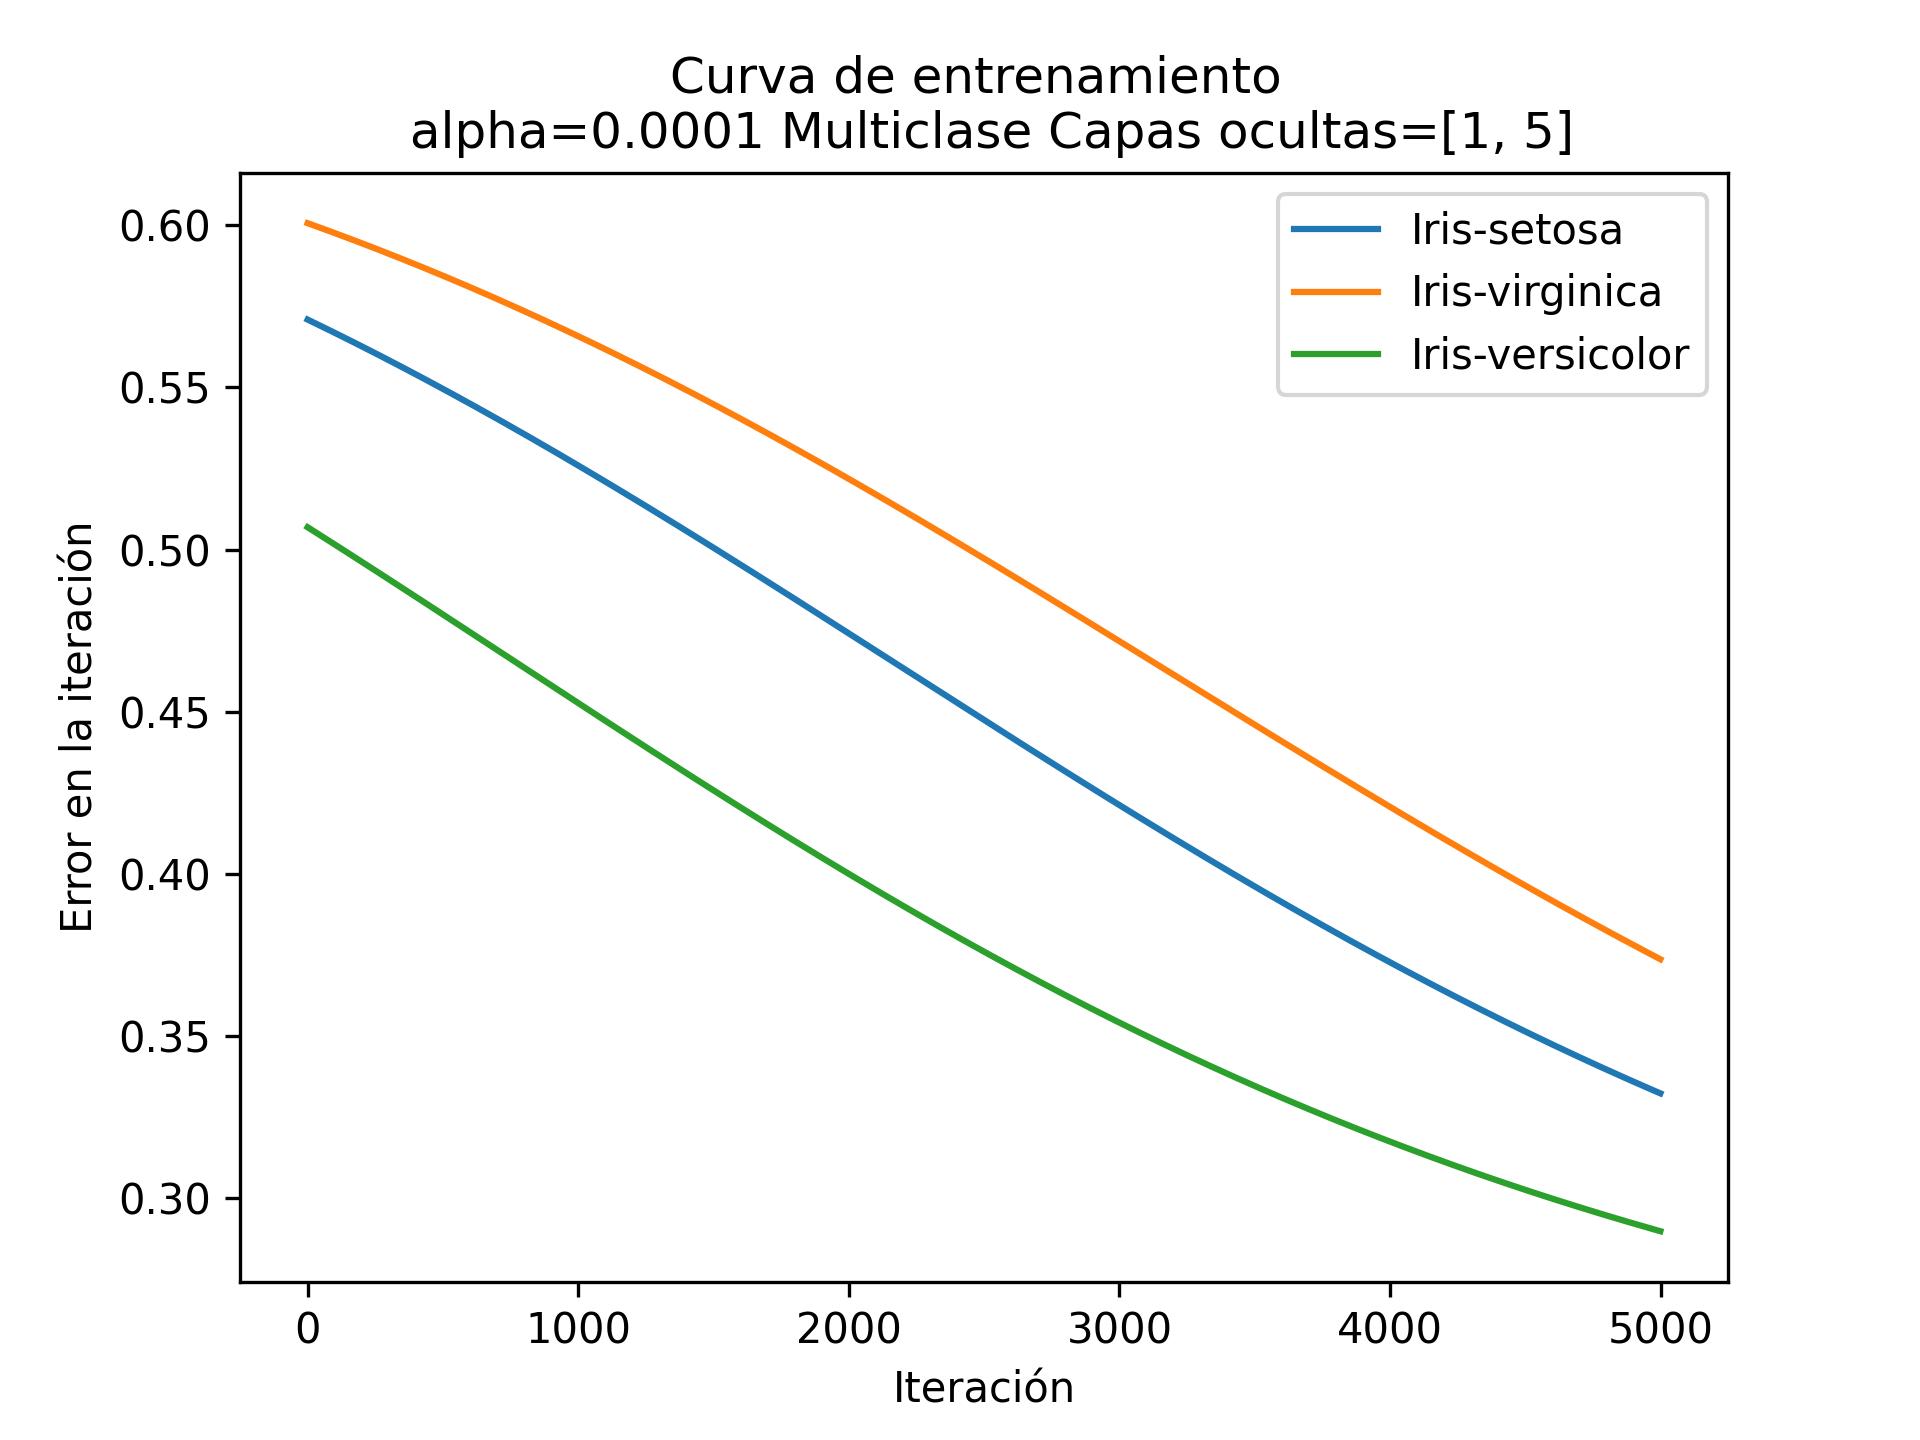 Curva de entrenamiento
alpha=0.0001 Multiclase Capas ocultas=[1, 5]
Iris-setosa
Iris-virginica
Iris-versicolor
Error en la iteración
0.60
0.55
0.50
0.45
0.40
0.35
0.30
0 1000 2000 3000 4000 5000
Iteración